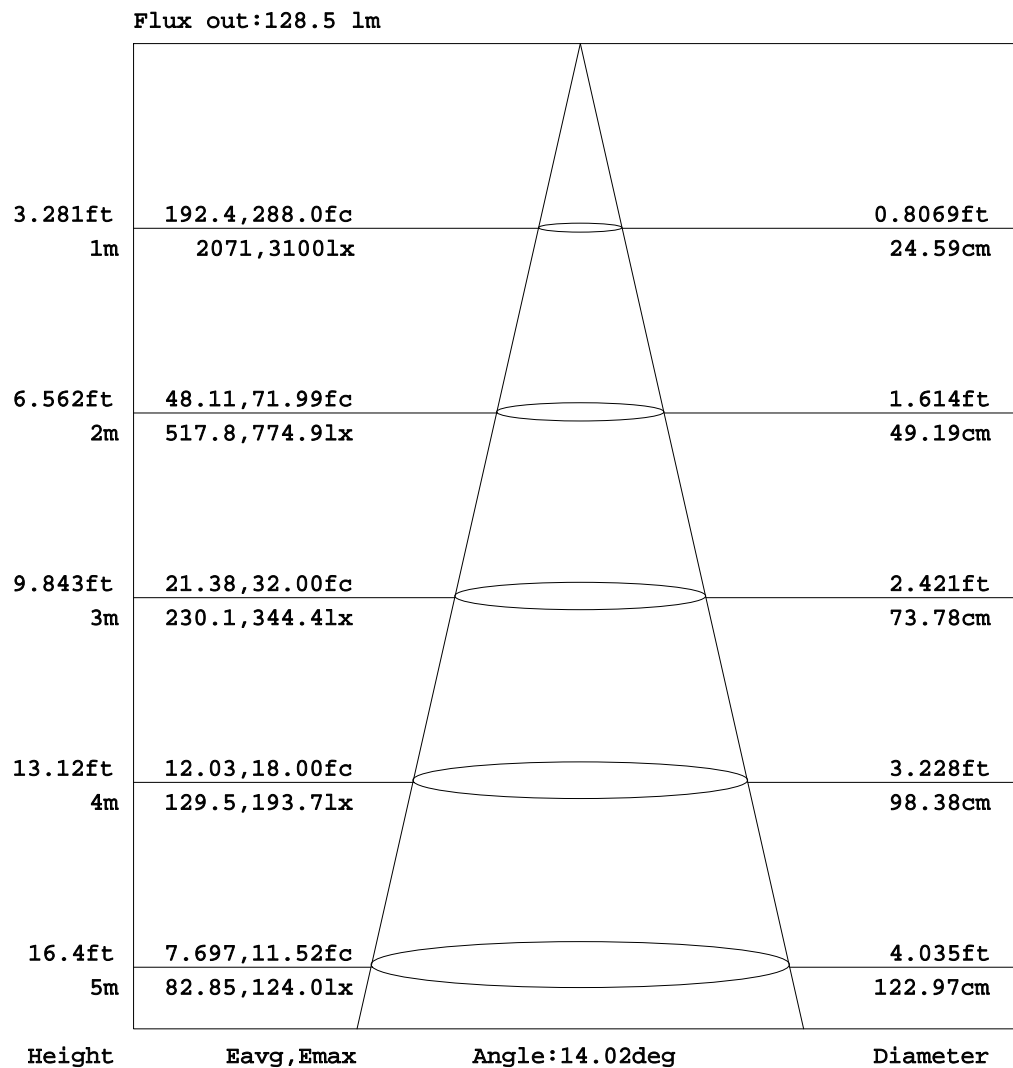 Flux out:128.5 lm
3.281ft 192.4,288.0fc 0.8069ft
1m 2071,3100lx 24.59cm
6.562ft 48.11,71.99fc 1.614ft
2m 517.8,774.9lx 49.19cm
9.843ft 21.38,32.00fc 2.421ft
3m 230.1,344.4lx 73.78cm
13.12ft 12.03,18.00fc 3.228ft
4m 129.5,193.7lx 98.38cm
16.4ft 7.697,11.52fc 4.035ft
5m 82.85,124.0lx 122.97cm
Height Eavg,Emax Angle:14.02deg Diameter